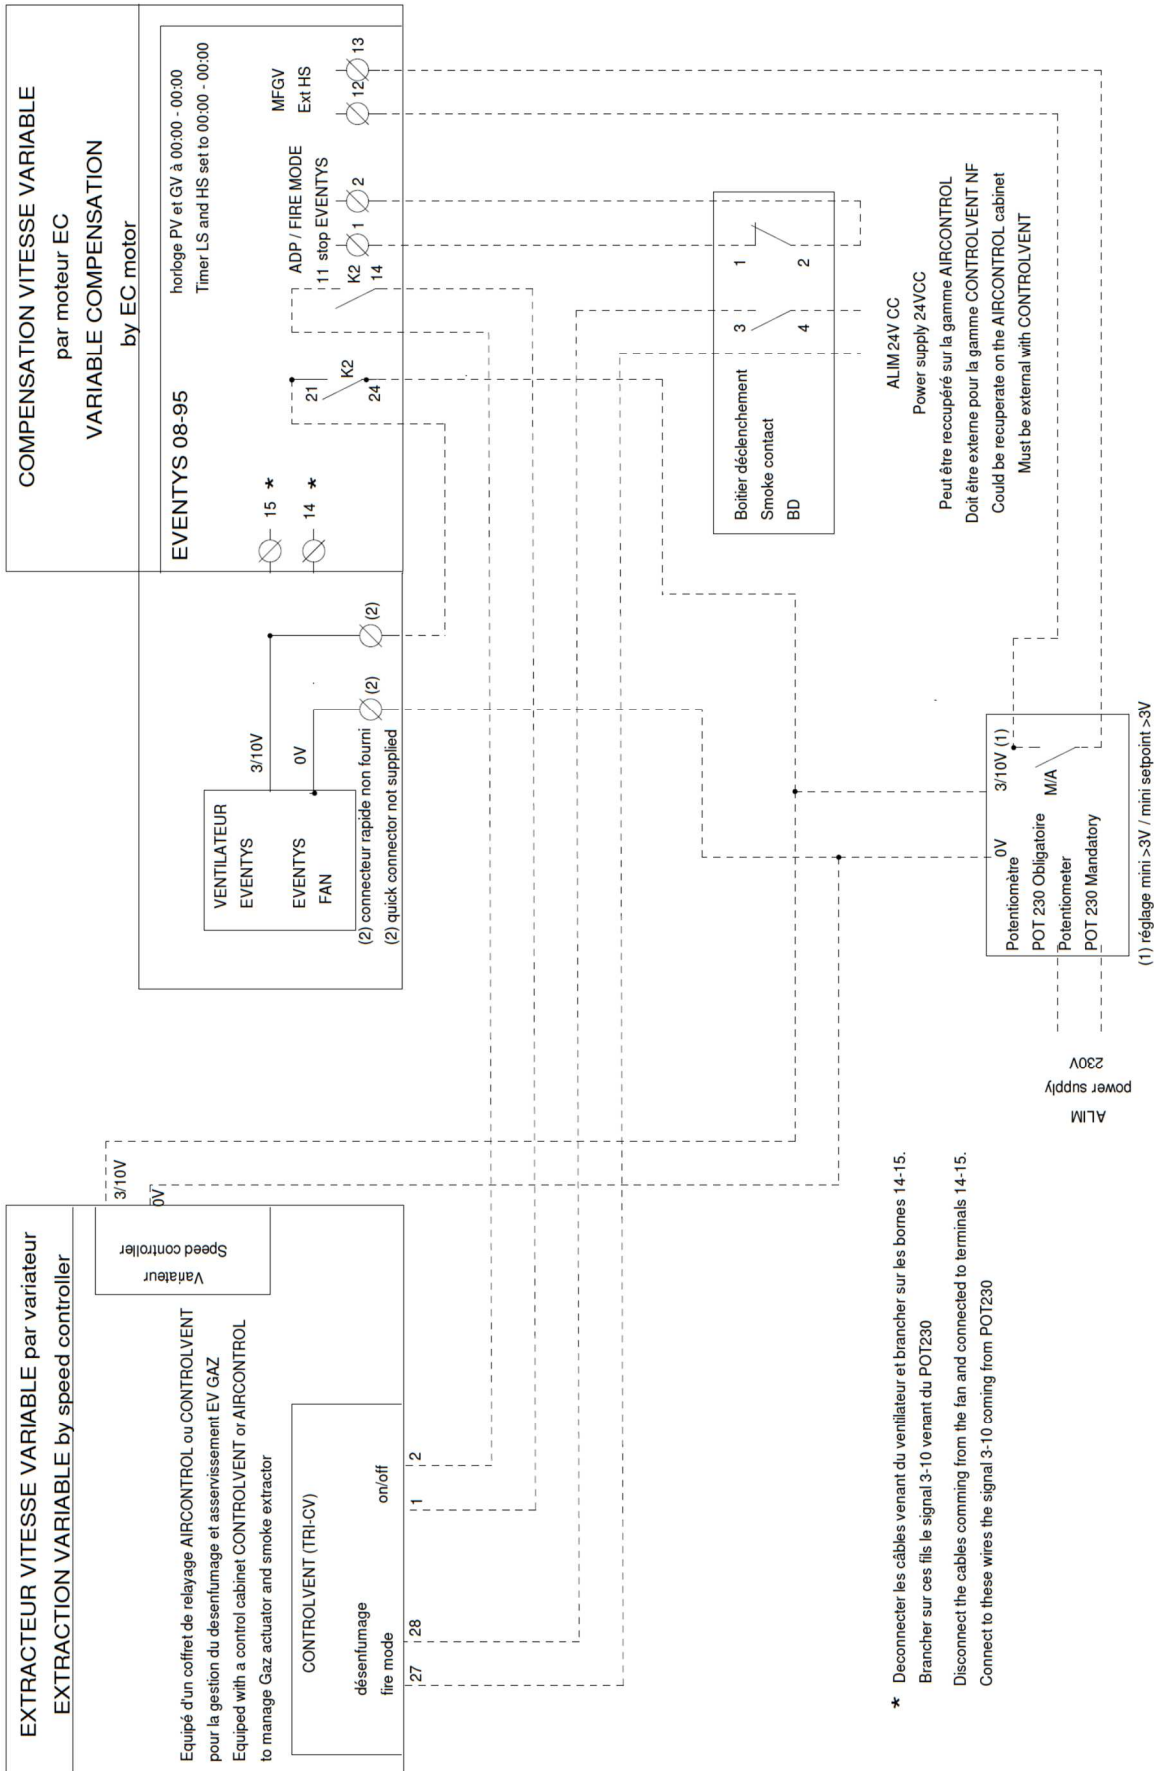 EXTRACTEUR VITESSE VARIABLE par variateur
EXTRACTION VARIABLE by speed controller
3/10V
0V
Variateur
Speed controller
Equipé d'un coffret de relayage AIRCONTROL ou CONTROLVENT
pour la gestion du desenfumage et asservissement EV GAZ
Equiped with a control cabinet CONTROLVENT or AIRCONTROL
to manage Gaz actuator and smoke extractor
CONTROLVENT (TRI-CV)
désenfumage
fire mode
on/off
27
28
1
2
COMPENSATION VITESSE VARIABLE
par moteur EC
VARIABLE COMPENSATION
by EC motor
EVENTYS 08-95
horloge PV et GV à 00:00 - 00:00
Timer LS and HS set to 00:00 - 00:00
VENTILATEUR
EVENTYS
EVENTYS
FAN
3/10V
0V
(2)
(2)
(2) connecteur rapide non fourni
(2) quick connector not supplied
15 *
14 *
21
K2
24
11 stop EVENTYS
K2
14
ADP / FIRE MODE
1
2
MFGV
Ext HS
12
13
Boitier déclenchement
Smoke contact
BD
3
4
1
2
ALIM 24V CC
Power supply 24VCC
Peut être reccupéré sur la gamme AIRCONTROL
Doit être externe pour la gamme CONTROLVENT NF
Could be recuperate on the AIRCONTROL cabinet
Must be external with CONTROLVENT
0V
3/10V (1)
Potentiomètre
POT 230 Obligatoire
Potentiometer
POT 230 Mandatory
M/A
(1) réglage mini >3V / mini setpoint >3V
ALIM
power supply
230V
* Deconnecter les câbles venant du ventilateur et brancher sur les bornes 14-15.
Brancher sur ces fils le signal 3-10 venant du POT230
Disconnect the cables comming from the fan and connected to terminals 14-15.
Connect to these wires the signal 3-10 coming from POT230